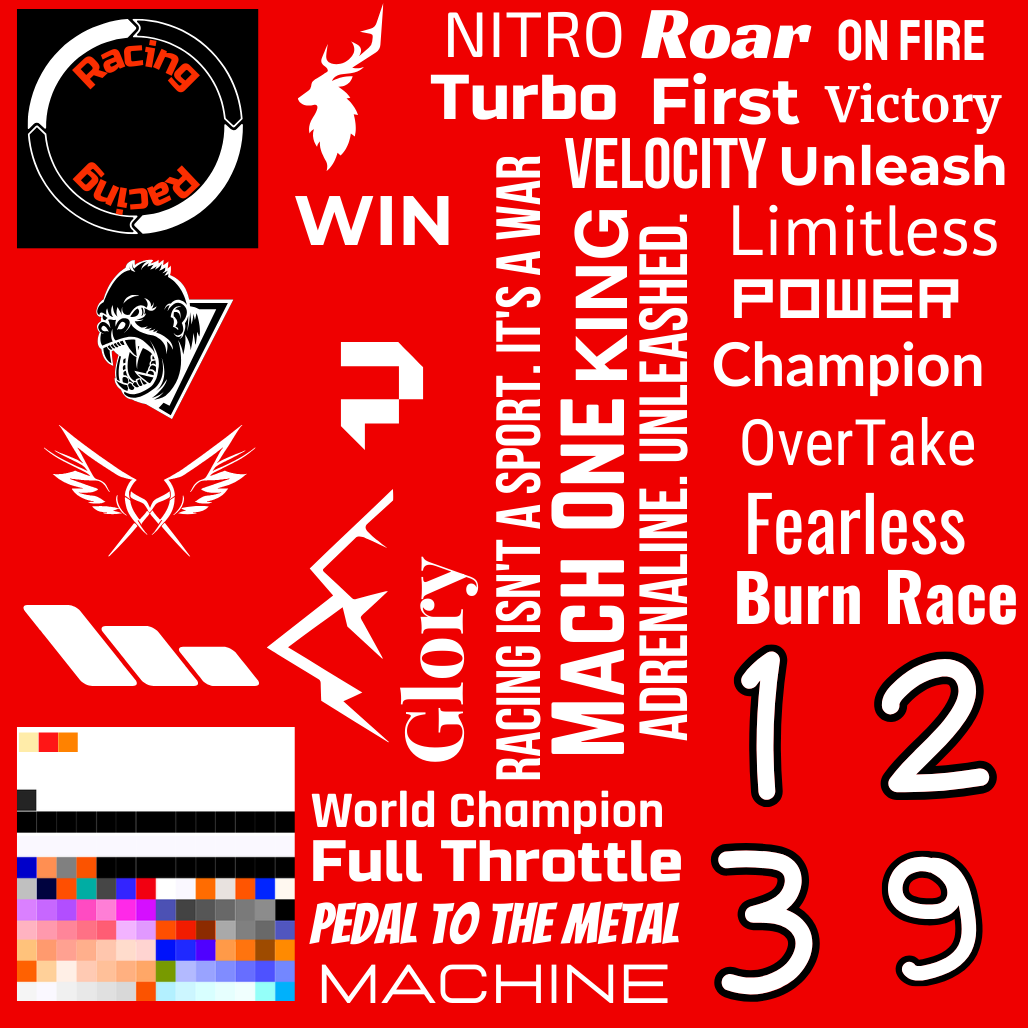 Racing
Racing
NITRO
Roar
ON FIRE
Turbo
First
Victory
VELOCITY
Unleash
WIN
Limitless
POWER
Champion
OverTake
Fearless
Burn Race
Glory
RACING ISN'T A SPORT. IT'S A WAR
MACH ONE KING
ADRENALINE. UNLEASHED.
1
2
3
9
World Champion
Full Throttle
PEDAL TO THE METAL
MACHINE